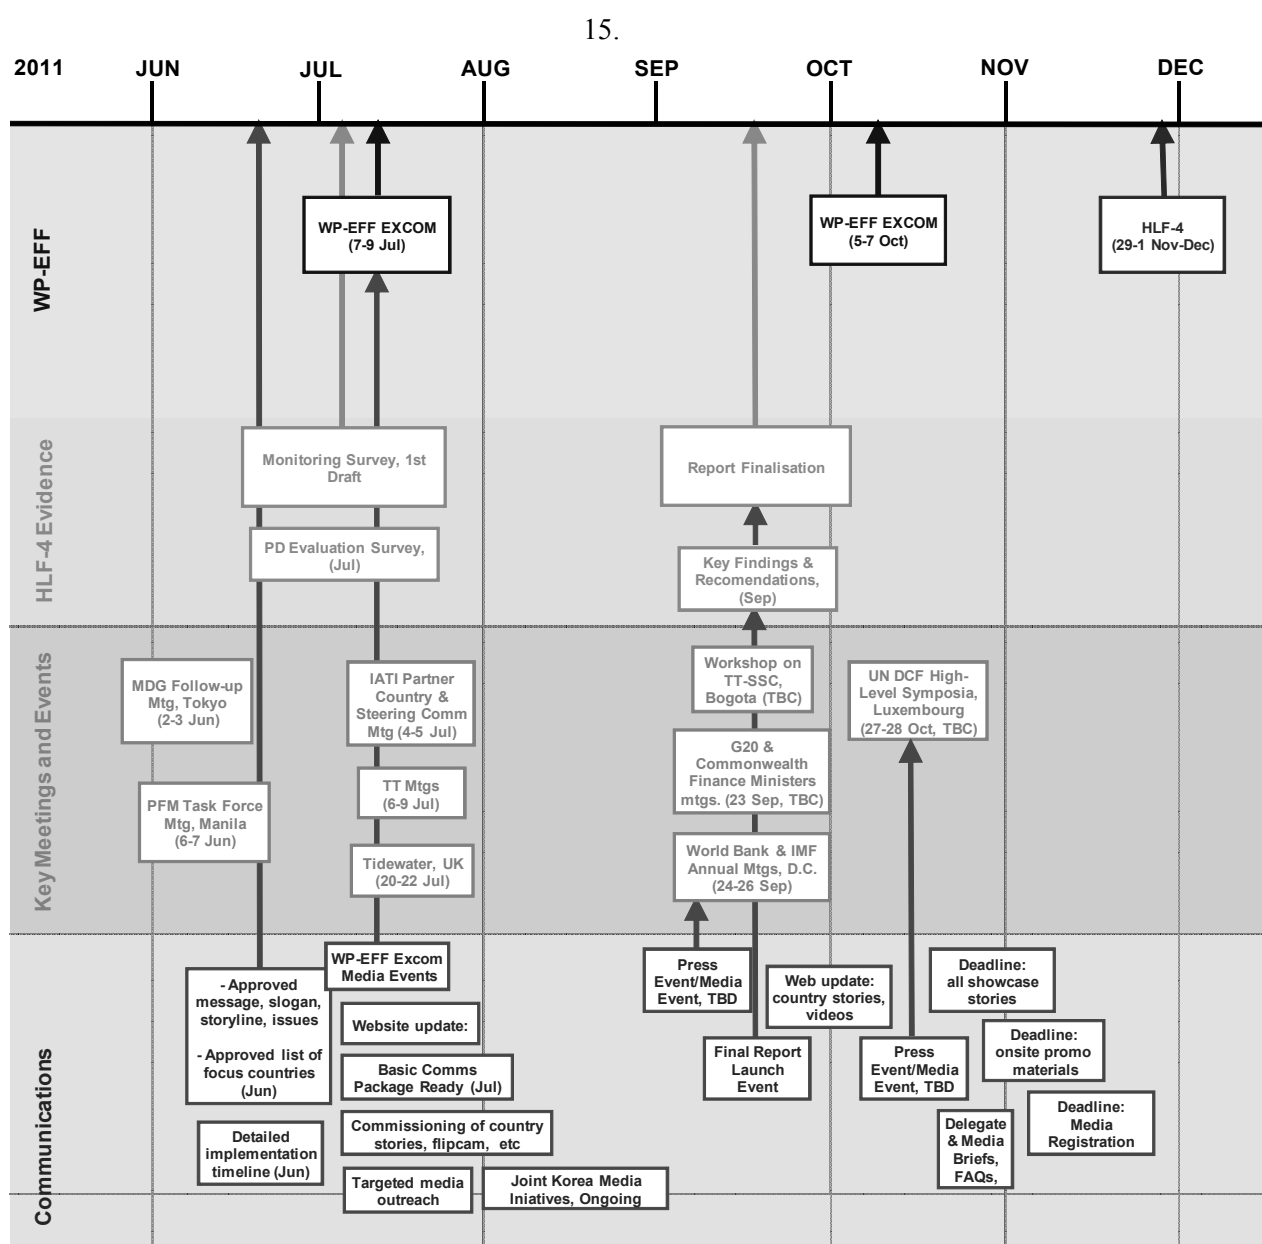 15.
2011 JUN JUL AUG SEP OCT NOV DEC
WP-EFF
WP-EFF EXCOM
(7-9 Jul)
WP-EFF EXCOM
(5-7 Oct)
HLF-4
(29-1 Nov-Dec)
HLF-4 Evidence
Monitoring Survey, 1st
Draft
Report Finalisation
PD Evaluation Survey,
(Jul)
Key Findings &
Recomendations,
(Sep)
Key Meetings and Events
MDG Follow-up
Mtg, Tokyo
(2-3 Jun)
IATI Partner
Country &
Steering Comm
Mtg (4-5 Jul)
Workshop on
TT-SSC,
Bogota (TBC)
UN DCF High-
Level Symposia,
Luxembourg
(27-28 Oct, TBC)
PFM Task Force
Mtg, Manila
(6-7 Jun)
TT Mtgs
(6-9 Jul)
G20 &
Commonwealth
Finance Ministers
mtgs. (23 Sep, TBC)
Tidewater, UK
(20-22 Jul)
World Bank & IMF
Annual Mtgs, D.C.
(24-26 Sep)
Communications
- Approved
message, slogan,
storyline, issues
- Approved list of
focus countries
(Jun)
WP-EFF Excom
Media Events
Website update:
Basic Comms
Package Ready (Jul)
Commissioning of country
stories, flipcam, etc
Detailed
implementation
timeline (Jun)
Targeted media
outreach
Joint Korea Media
Iniatives, Ongoing
Press
Event/Media
Event, TBD
Web update:
country stories,
videos
Final Report
Launch
Event
Press
Event/Media
Event, TBD
Deadline:
all showcase
stories
Deadline:
onsite promo
materials
Deadline:
Media
Registration
Delegate
& Media
Briefs,
FAQs,